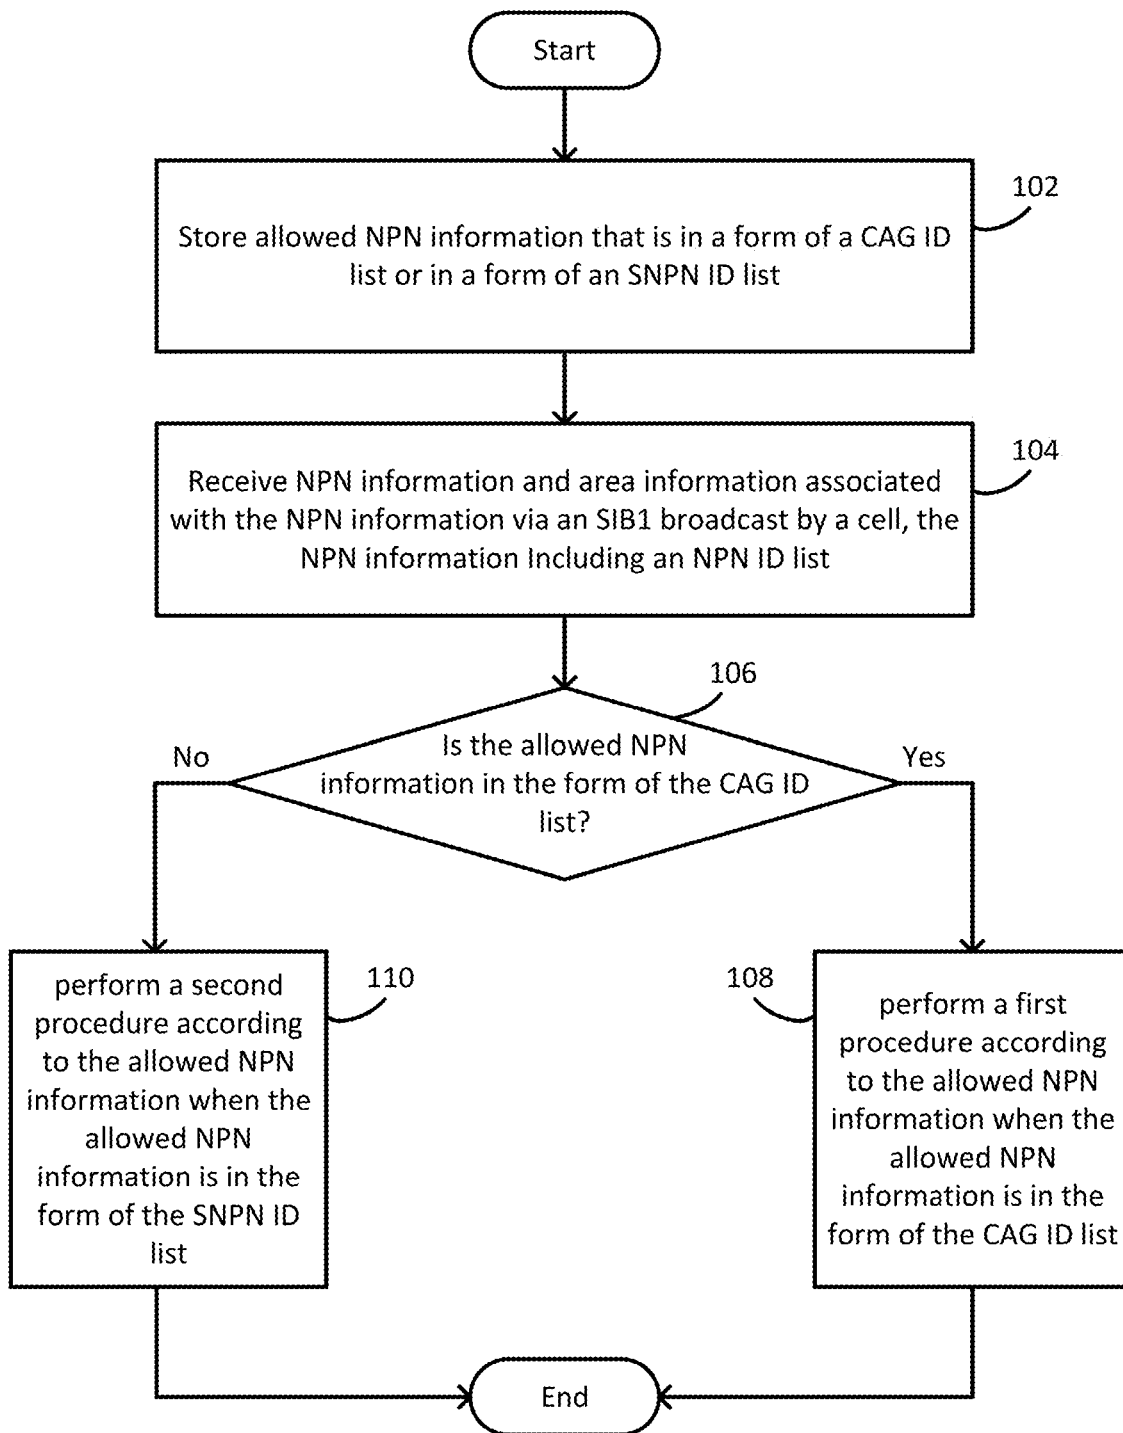 Start
102
Store allowed NPN information that is in a form of a CAG ID
list or in a form of an SNPN ID list
104
Receive NPN information and area information associated
with the NPN information via an SIB1 broadcast by a cell, the
NPN information Including an NPN ID list
106
Is the allowed NPN
information in the form of the CAG ID
list?
No
Yes
110
perform a second
procedure according
to the allowed NPN
information when the
allowed NPN
information is in the
form of the SNPN ID
list
108
perform a first
procedure according
to the allowed NPN
information when the
allowed NPN
information is in the
form of the CAG ID list
End